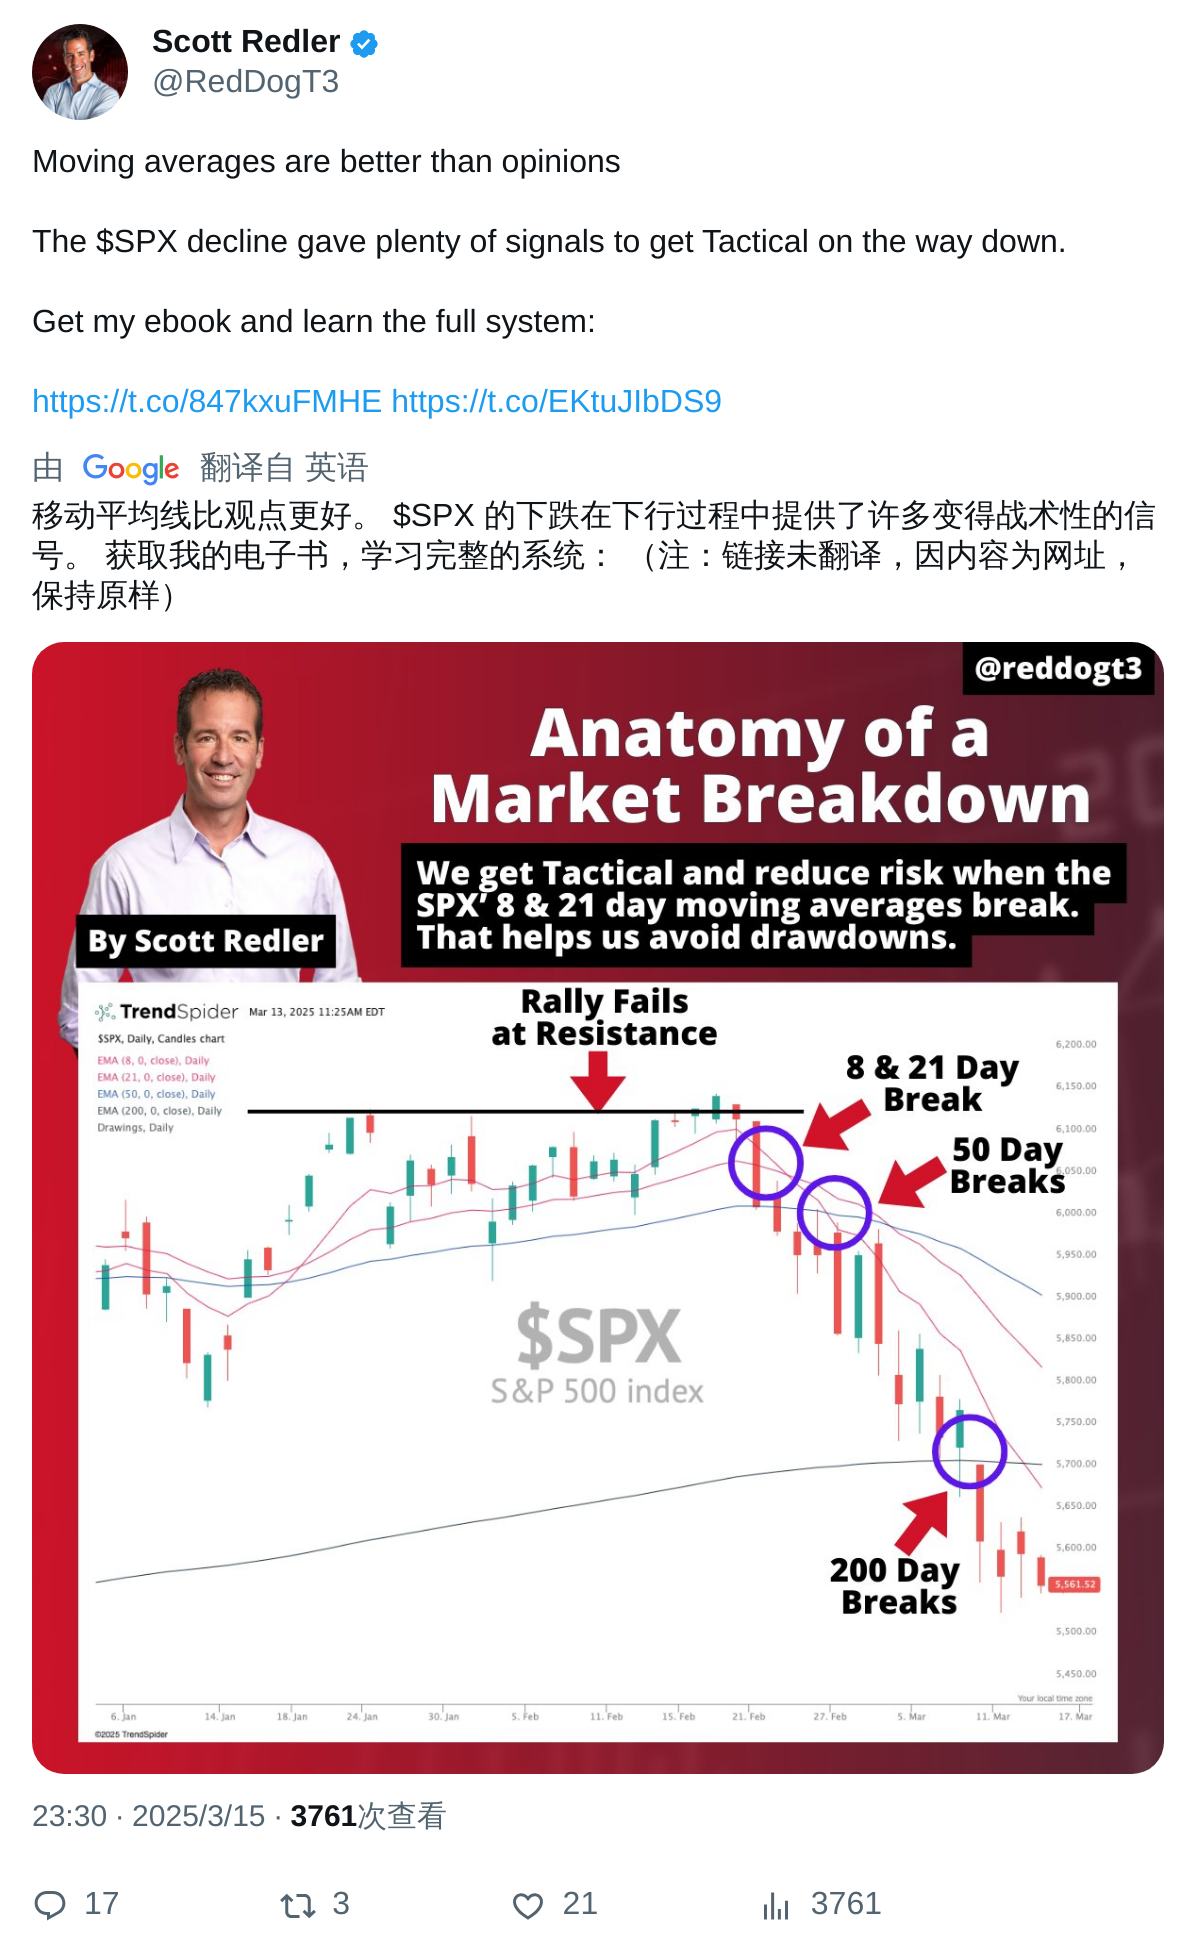 Scott Redler
@RedDogT3
Moving averages are better than opinions
The $SPX decline gave plenty of signals to get Tactical on the way down.
Get my ebook and learn the full system:
https://t.co/847kxuFMHE https://t.co/EKtuJIbDS9
由 Google 翻译自 英语
移动平均线比观点更好。 $SPX 的下跌在下行过程中提供了许多变得战术性的信
号。 获取我的电子书，学习完整的系统： （注：链接未翻译，因内容为网址，
保持原样）
@reddogt3
Anatomy of a
Market Breakdown
We get Tactical and reduce risk when the
SPX' 8 & 21 day moving averages break.
That helps us avoid drawdowns.
By Scott Redler
TrendSpider Mar 13, 2025 11:25AM EDT
$SPX, Daily, Candles chart
EMA (8, 0, close), Daily
EMA (21, 0, close), Daily
EMA (50, 0, close), Daily
EMA (200, 0, close), Daily
Drawings, Daily
Rally Fails
at Resistance
8 & 21 Day
Break
50 Day
Breaks
$SPX
S&P 500 index
200 Day
Breaks
6,200.00
6,150.00
6,100.00
6,050.00
6,000.00
5,950.00
5,900.00
5,850.00
5,800.00
5,750.00
5,700.00
5,650.00
5,600.00
5,561.52
5,500.00
5,450.00
Your local time zone
6. Jan 14. Jan 18. Jan 24. Jan 30. Jan 5. Feb 11. Feb 15. Feb 21. Feb 27. Feb 5. Mar 11. Mar 17. Mar
©2025 TrendSpider
23:30 · 2025/3/15 · 3761次查看
17 3 21 3761